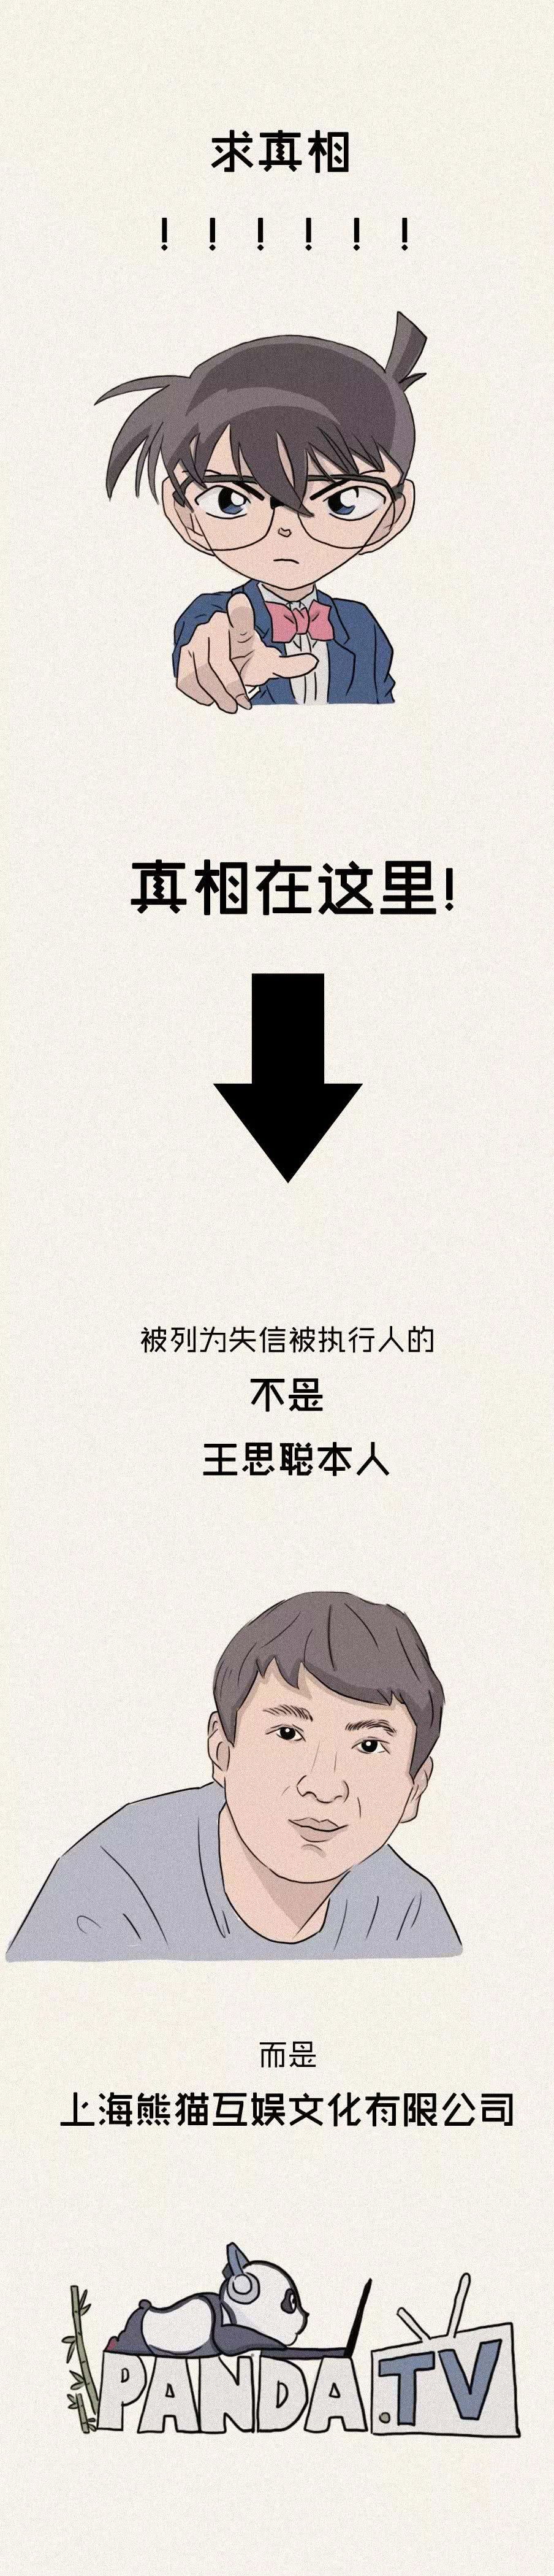 求真相
！！！！！！
真相在这里!
被列为失信被执行人的
不是
王思聪本人
而是
上海熊猫互娱文化有限公司
PANDA.TV